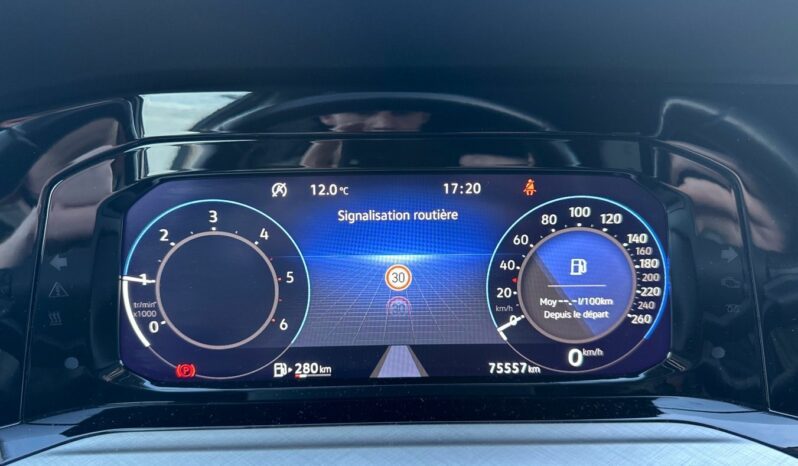 12.0 °C 17:20
Signalisation routière
30
0 1 2 3 4 5 6
tr/min
x1000
0 20 40 60 80 100 120 140 160 180 200 220 240 260
km/h
Moy --.- l/100km
Depuis le départ
(P) 280 km
75557 km
0 km/h